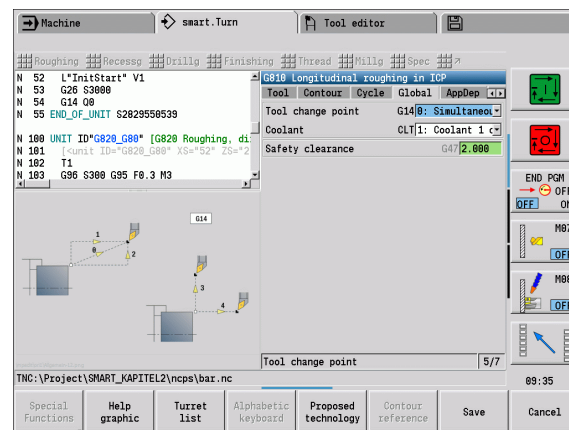 Machine
smart.Turn
Tool editor
Roughing Recessg Drillg Finishin Thread Millg Spec
N 52 L"InitStart" V1
N 53 G26 S3000
N 54 G14 Q0
N 55 END_OF_UNIT S2829550539
N 100 UNIT ID"G820_G80" [G820 Roughing, di
N 101 [<unit ID="G820_G80" XS="52" ZS="2
N 102 T1
N 103 G96 S300 G95 F0.3 M3
G810 Longitudinal roughing in ICP
Tool Contour Cycle Global AppDep
Tool change point G14 0: Simultaneou
Coolant CLT 1: Coolant 1
Safety clearance G47 2.000
G14
1
0
2
3
4
Tool change point 5/7
TNC:\Project\SMART_KAPITEL2\ncps\bar.nc
END PGM
OFF
OFF ON
M07
OFF
M08
OFF
09:35
Special Functions
Help graphic
Turret list
Alphabetic keyboard
Proposed technology
Contour reference
Save
Cancel